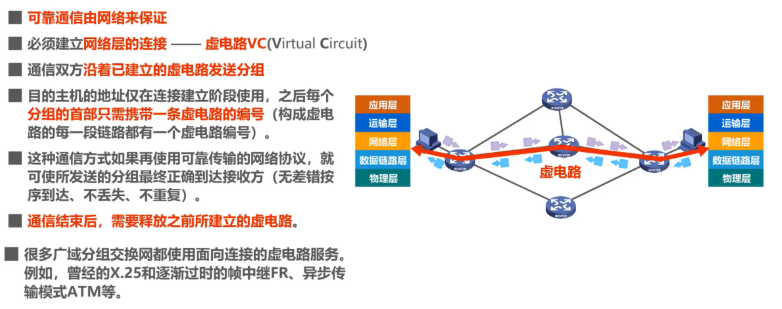 可靠通信由网络来保证
必须建立网络层的连接 —— 虚电路VC(Virtual Circuit)
通信双方沿着已建立的虚电路发送分组
目的主机的地址仅在连接建立阶段使用，之后每个
分组的首部只需携带一条虚电路的编号（构成虚电
路的每一段链路都有一个虚电路编号）。
这种通信方式如果再使用可靠传输的网络协议，就
可使所发送的分组最终正确到达接收方（无差错按
序到达、不丢失、不重复）。
通信结束后，需要释放之前所建立的虚电路。
很多广域分组交换网都使用面向连接的虚电路服务。
例如，曾经的X.25和逐渐过时的帧中继FR、异步传
输模式ATM等。
应用层
运输层
网络层
数据链路层
物理层
虚电路
应用层
运输层
网络层
数据链路层
物理层